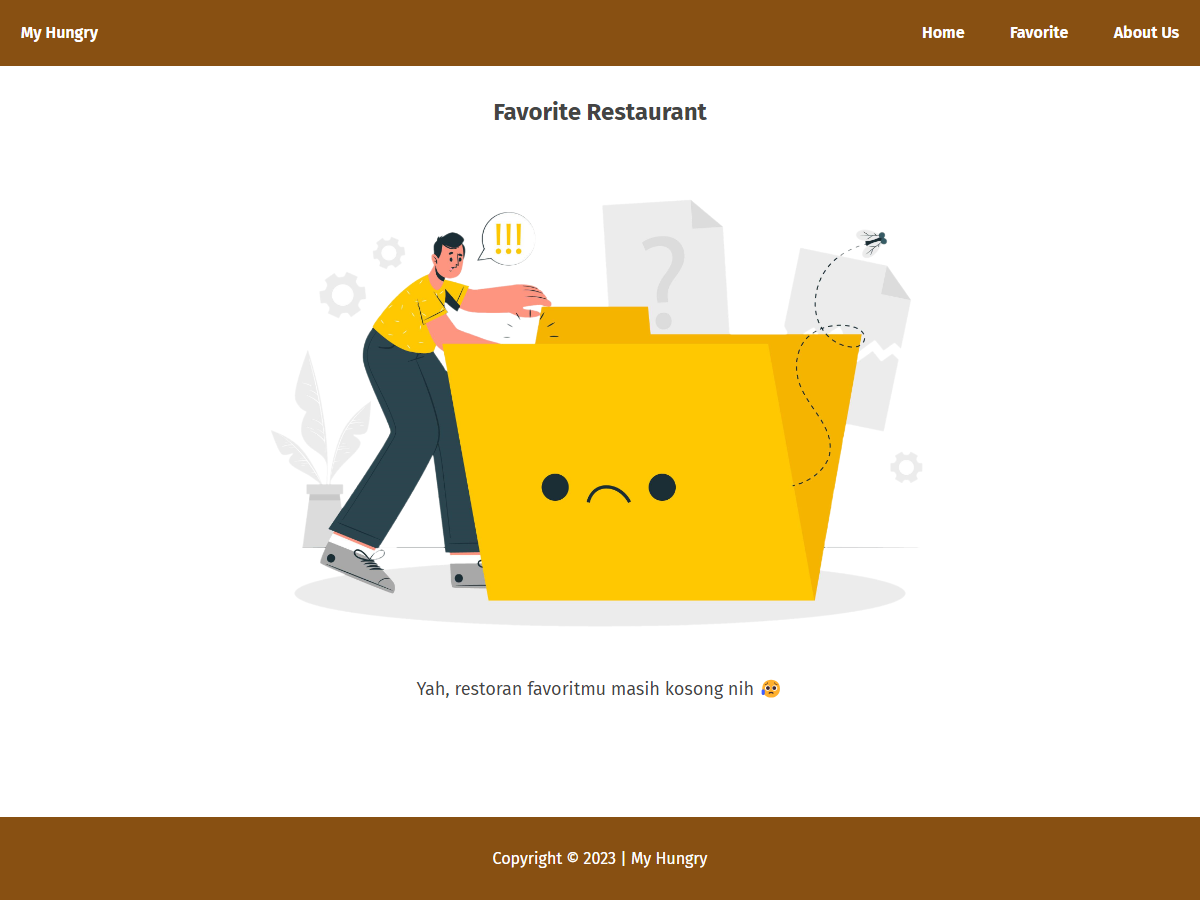 My Hungry
Home
Favorite
About Us
Favorite Restaurant
!!!
?
Yah, restoran favoritmu masih kosong nih 😥
Copyright © 2023 | My Hungry